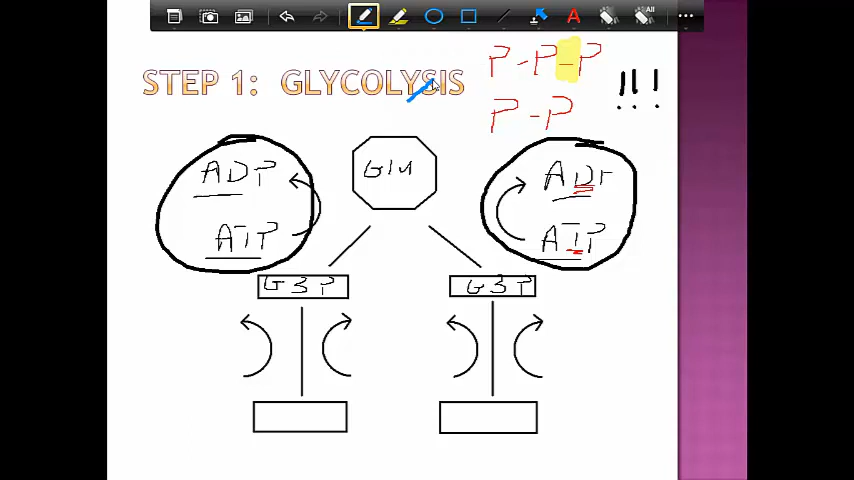 STEP 1: GLYCOLYSIS
P-P-P
P-P
!!!
ADP
ATP
Glu
ADP
ATP
G3P
G3P